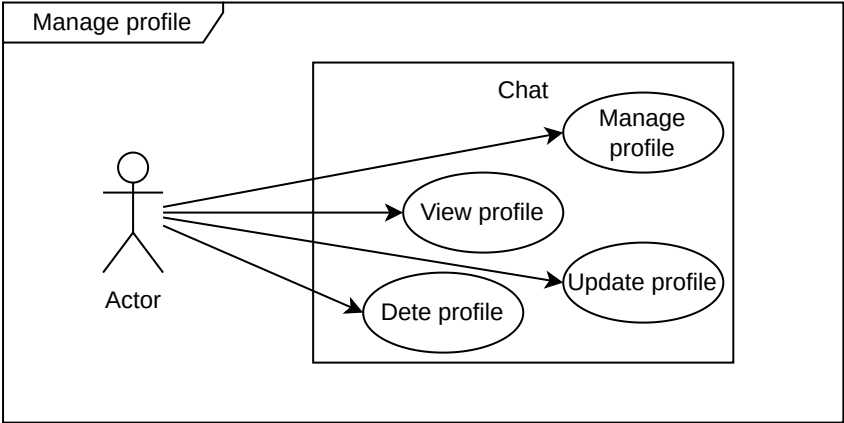 Manage profile
Chat
Manage
profile
View profile
Update profile
Dete profile
Actor